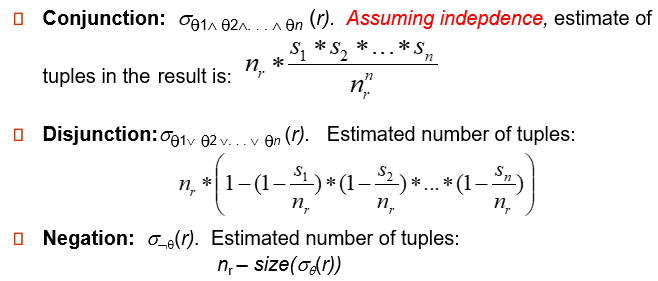 Conjunction: σθ1∧ θ2∧. . . ∧ θn (r). Assuming indepdence, estimate of
tuples in the result is: nr * (s1 * s2 * ... * sn) / nr^n
Disjunction:σθ1∨ θ2 ∨. . . ∨ θn (r). Estimated number of tuples:
nr * (1 − (1 − s1/nr) * (1 − s2/nr) * ... * (1 − sn/nr))
Negation: σ¬θ(r). Estimated number of tuples:
nr – size(σθ(r))